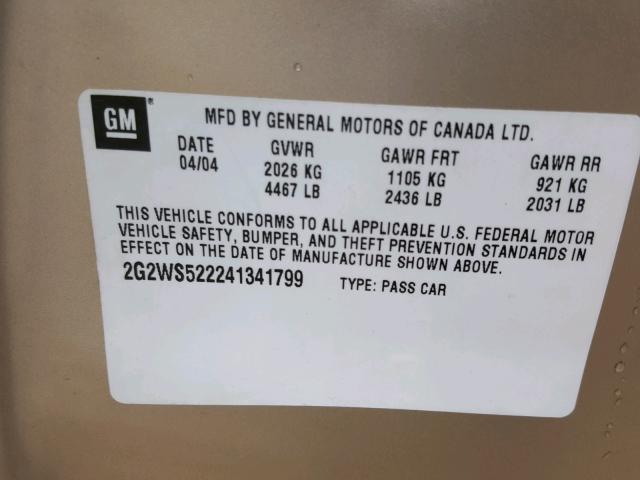 GM®
MFD BY GENERAL MOTORS OF CANADA LTD.
DATE GVWR GAWR FRT GAWR RR
04/04 2026 KG 1105 KG 921 KG
4467 LB 2436 LB 2031 LB
THIS VEHICLE CONFORMS TO ALL APPLICABLE U.S. FEDERAL MOTOR
VEHICLE SAFETY, BUMPER, AND THEFT PREVENTION STANDARDS IN
EFFECT ON THE DATE OF MANUFACTURE SHOWN ABOVE.
2G2WS522241341799 TYPE: PASS CAR